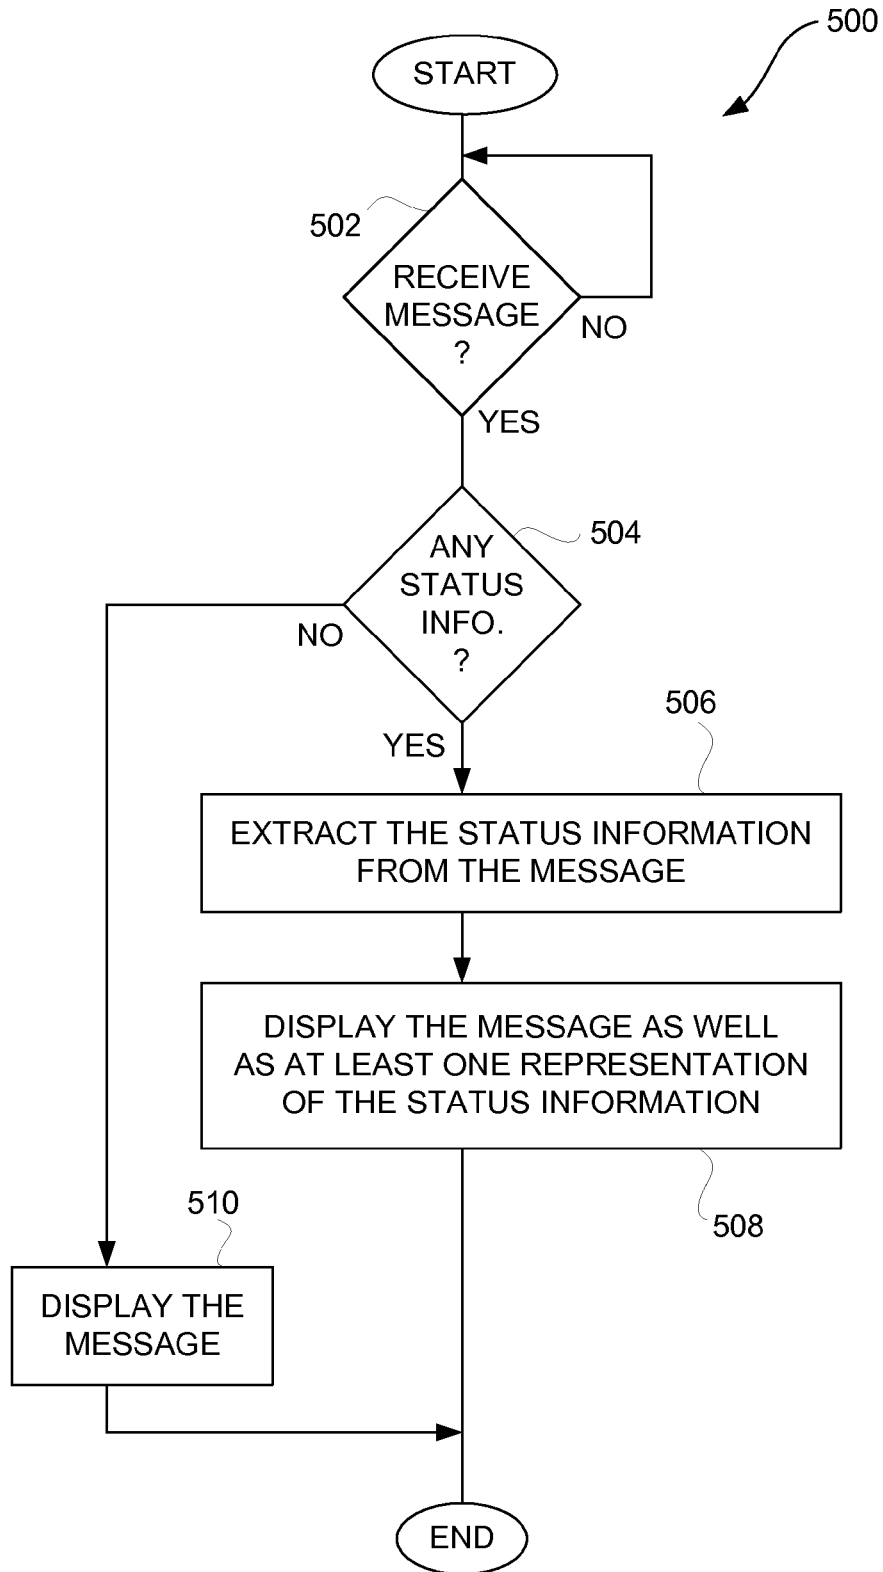 500
START
502
RECEIVE
MESSAGE
?
NO
YES
504
ANY
STATUS
INFO.
?
NO
YES
506
EXTRACT THE STATUS INFORMATION
FROM THE MESSAGE
DISPLAY THE MESSAGE AS WELL
AS AT LEAST ONE REPRESENTATION
OF THE STATUS INFORMATION
508
510
DISPLAY THE
MESSAGE
END